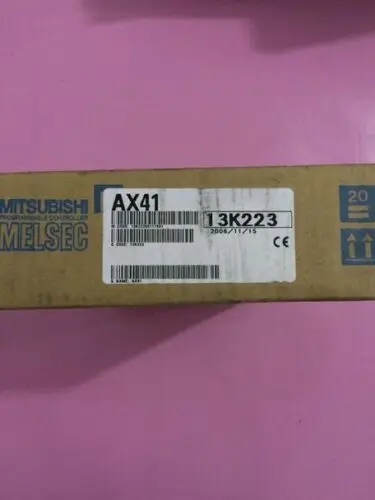 MITSUBISHI
PROGRAMMABLE CONTROLLER
MELSEC
AX41
13K223
2006/11/15
CE
20